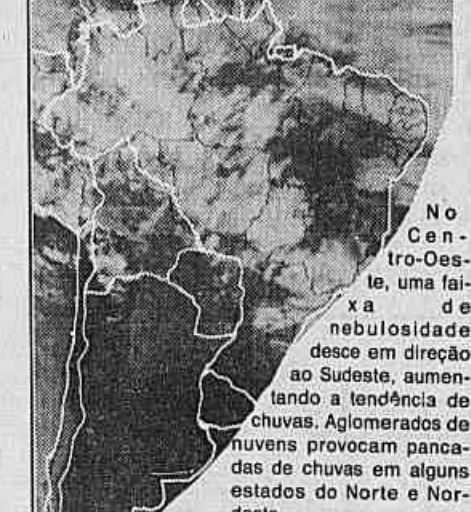 No
Cen-
tro-Oes-
te, uma fai-
xa de
nebulosidade
desce em direção
ao Sudeste, aumen-
tando a tendência de
chuvas. Aglomerados de
nuvens provocam panca-
das de chuvas em alguns
estados do Norte e Nor-